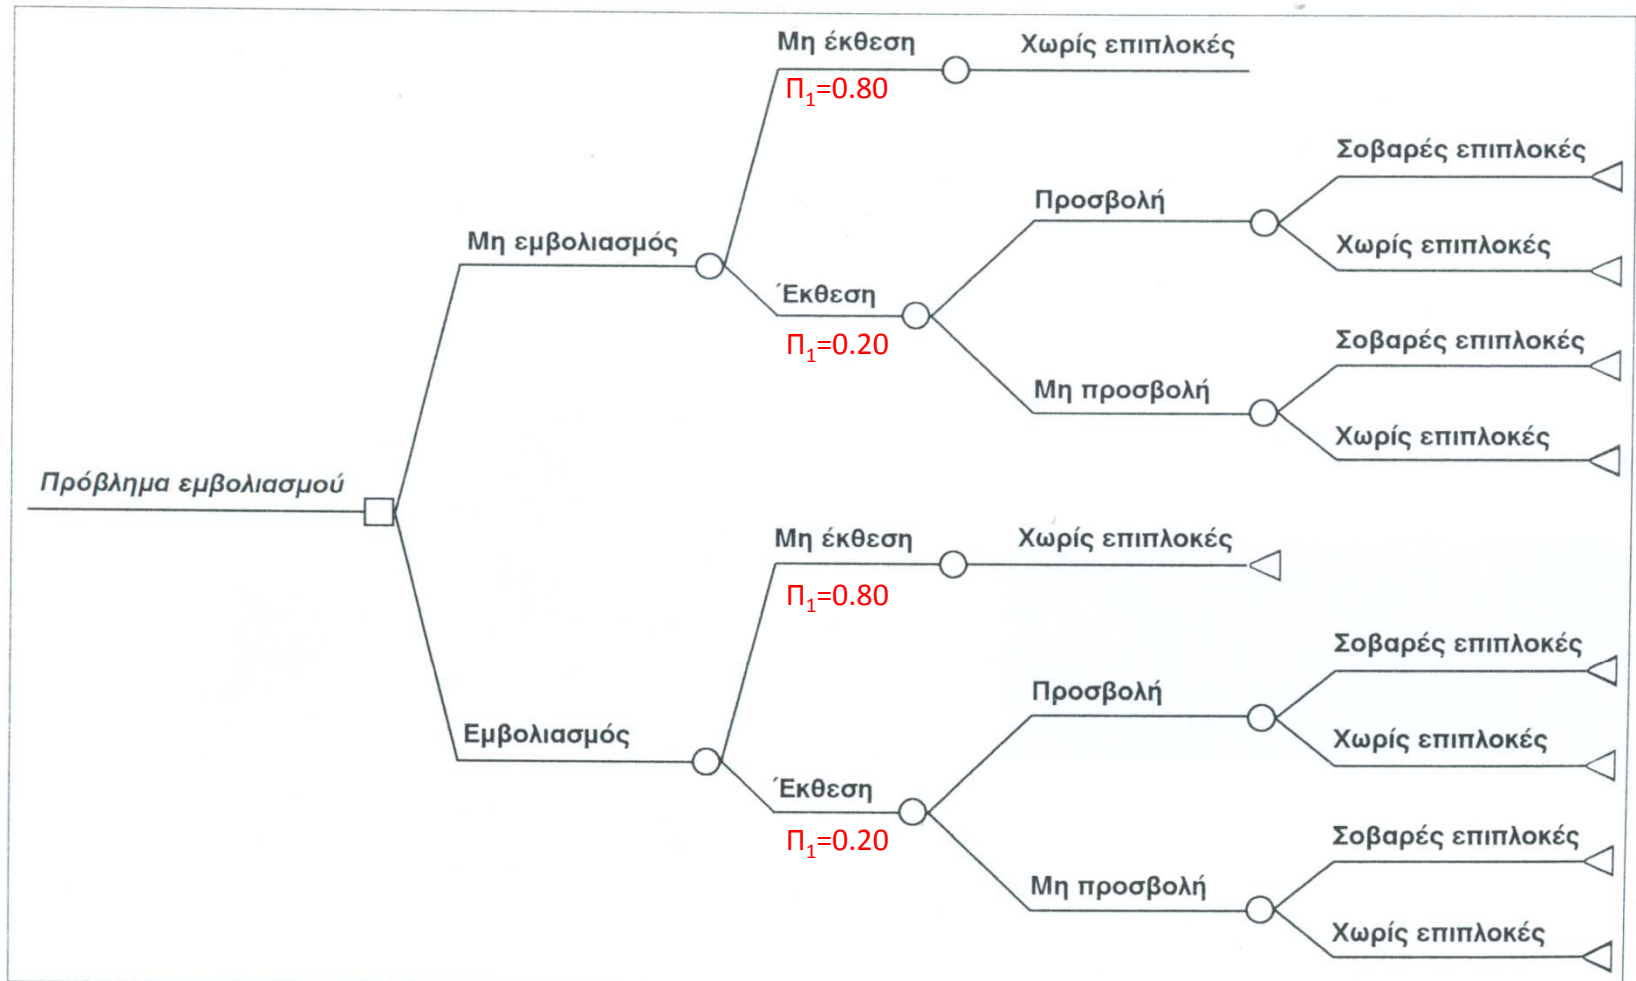 Μη έκθεση
Χωρίς επιπλοκές
Π₁=0.80
Σοβαρές επιπλοκές
Προσβολή
Χωρίς επιπλοκές
Μη εμβολιασμός
Έκθεση
Π₁=0.20
Σοβαρές επιπλοκές
Μη προσβολή
Χωρίς επιπλοκές
Πρόβλημα εμβολιασμού
Μη έκθεση
Χωρίς επιπλοκές
Π₁=0.80
Σοβαρές επιπλοκές
Προσβολή
Χωρίς επιπλοκές
Εμβολιασμός
Έκθεση
Π₁=0.20
Σοβαρές επιπλοκές
Μη προσβολή
Χωρίς επιπλοκές